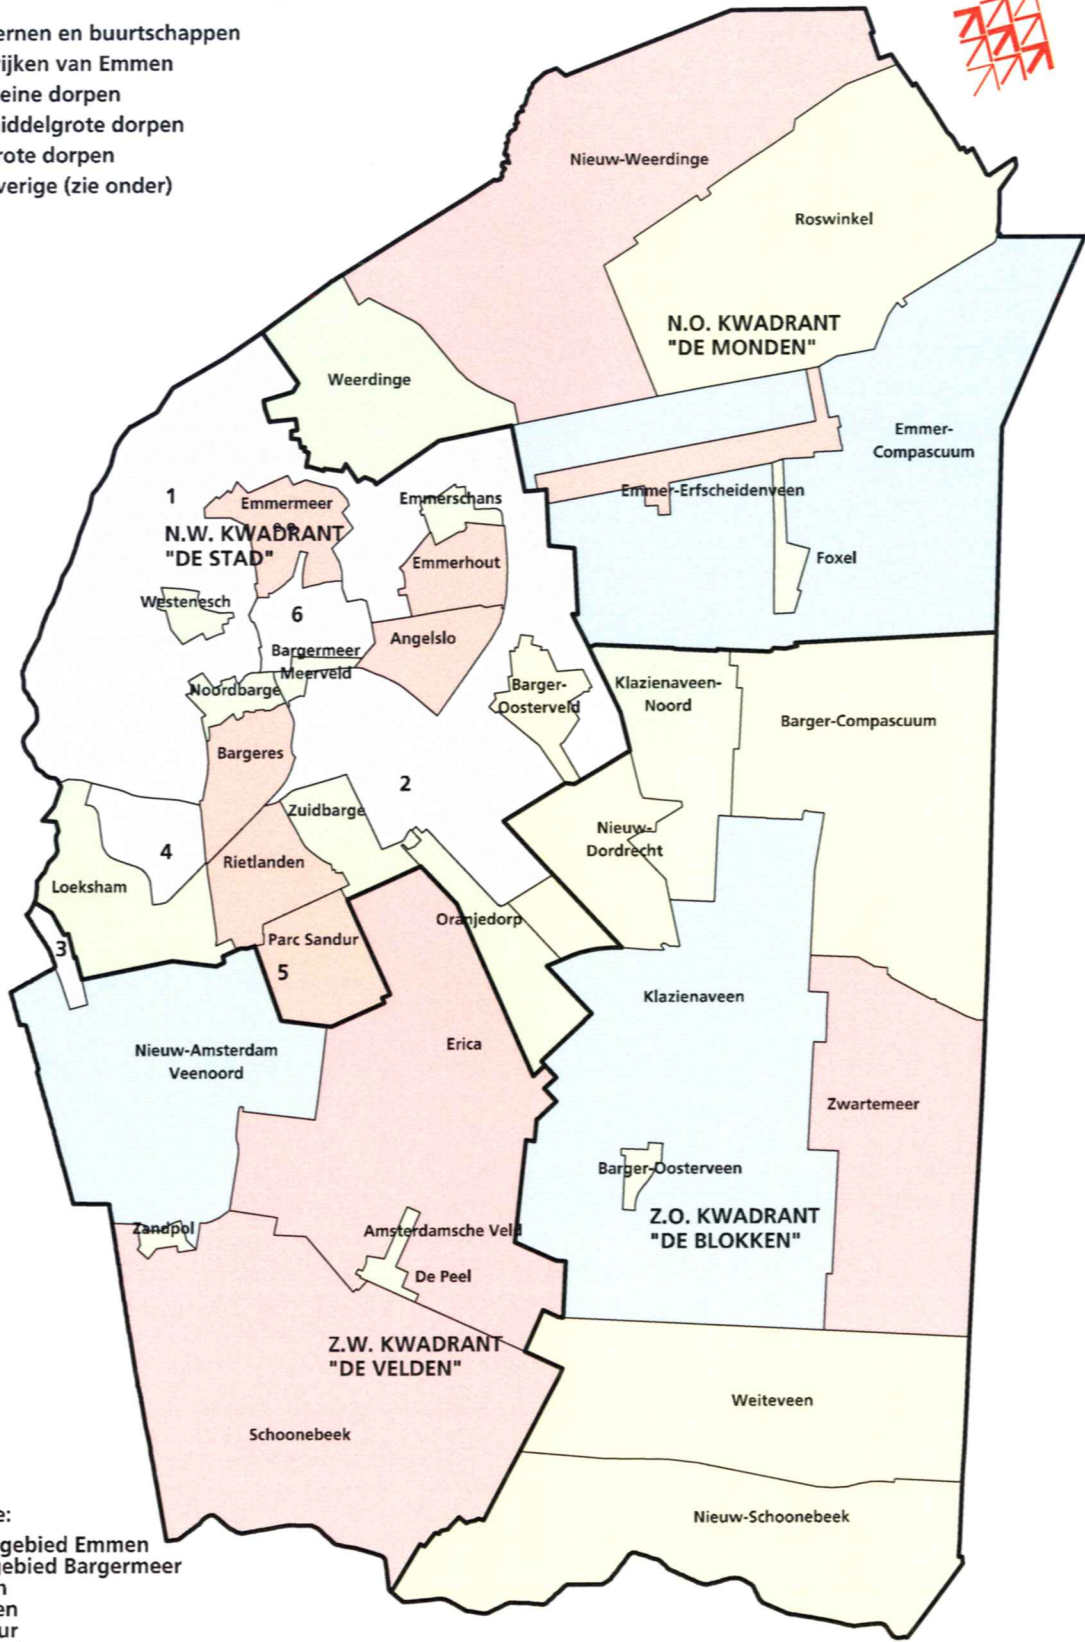 ernen en buurtschappen
ijken van Emmen
eine dorpen
iddelgrote dorpen
rote dorpen
verige (zie onder)
Nieuw-Weerdinge
Roswinkel
N.O. KWADRANT
"DE MONDEN"
Weerdinge
Emmer-
Compascuum
Emmer-Erfscheidenveen
Foxel
1
Emmermeer
Emmerschans
N.W. KWADRANT
"DE STAD"
Emmerhout
Westenesch
6
Angelslo
Bargermeer
Meerveld
Noordbarge
Barger-
Oosterveld
Klazienaveen-
Noord
Barger-Compascuum
Bargeres
2
Zuidbarge
Nieuw-
Dordrecht
4
Rietlanden
Loeksham
Oranjedorp
3
Parc Sandur
5
Klazienaveen
Erica
Nieuw-Amsterdam
Veenoord
Zwartemeer
Barger-Oosterveen
Z.O. KWADRANT
"DE BLOKKEN"
Zandpol
Amsterdamsche Veld
De Peel
Z.W. KWADRANT
"DE VELDEN"
Weiteveen
Schoonebeek
Nieuw-Schoonebeek
e:
gebied Emmen
gebied Bargermeer
n
en
ur